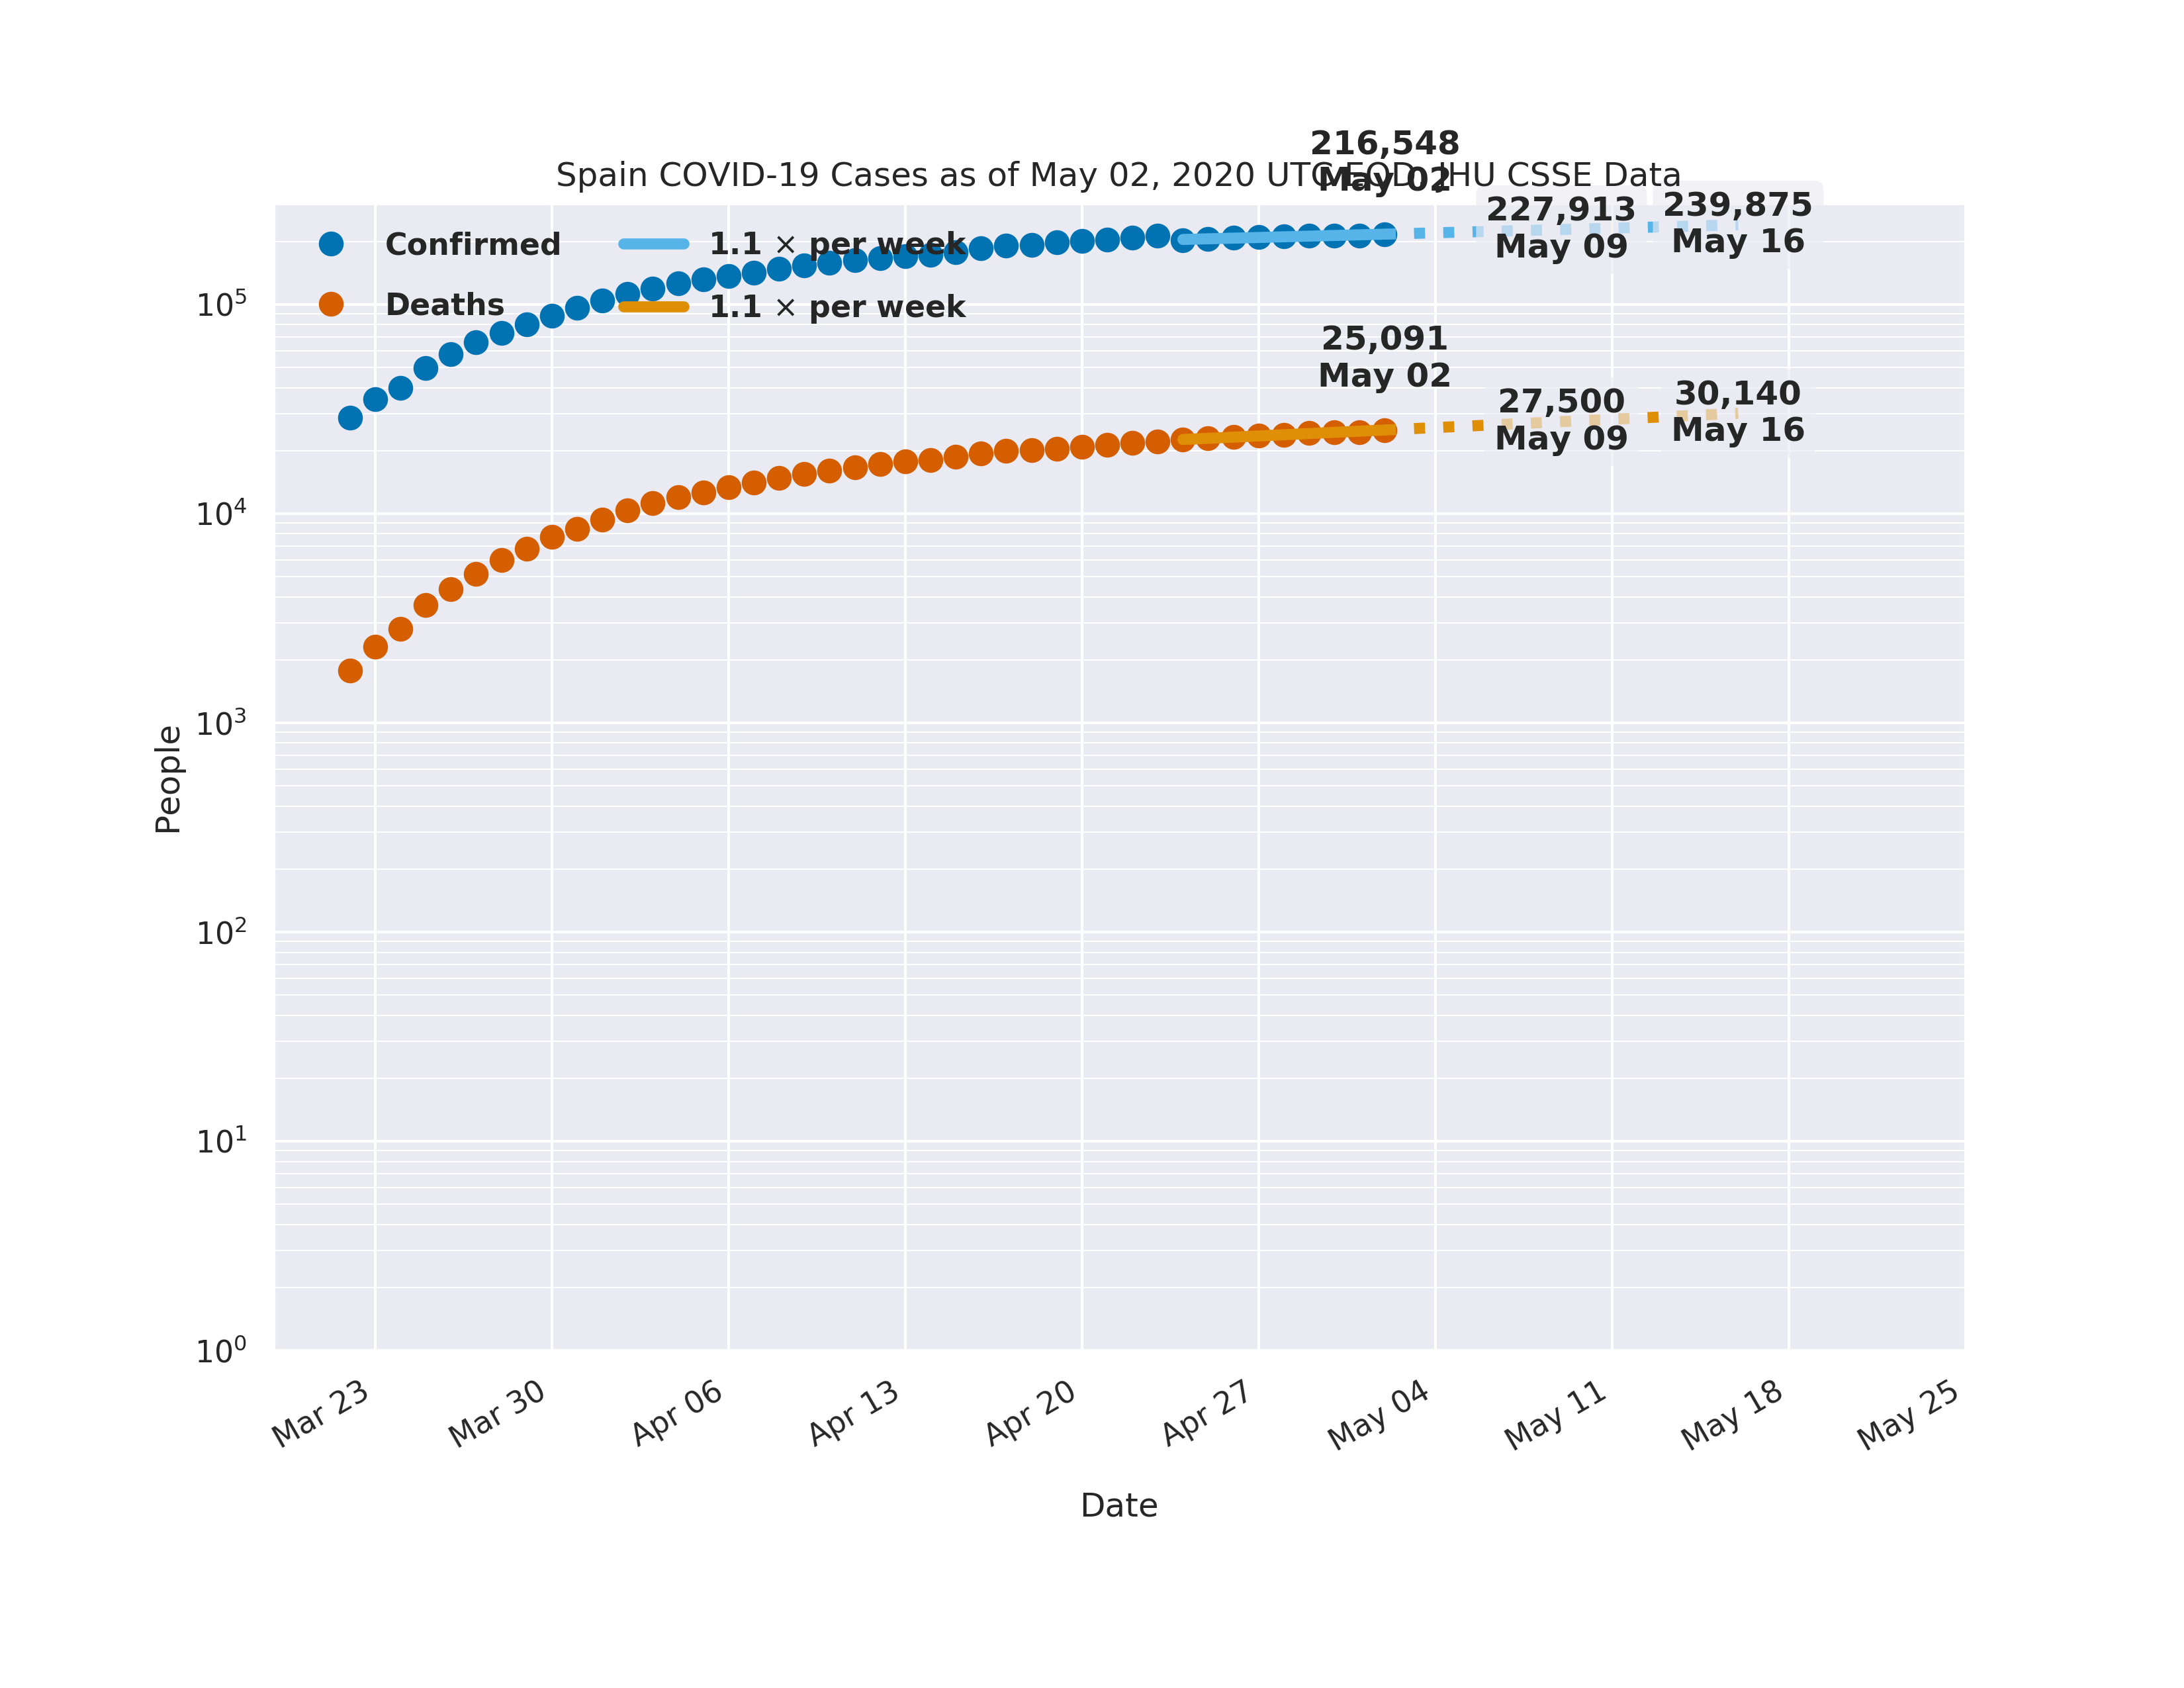 216,548
May 02
Spain COVID-19 Cases as of May 02, 2020 UTC EOD. JHU CSSE Data
227,913
May 09
239,875
May 16
Confirmed
1.1 × per week
Deaths
1.1 × per week
25,091
May 02
27,500
May 09
30,140
May 16
10⁵
10⁴
10³
10²
10¹
10⁰
People
Mar 23
Mar 30
Apr 06
Apr 13
Apr 20
Apr 27
May 04
May 11
May 18
May 25
Date